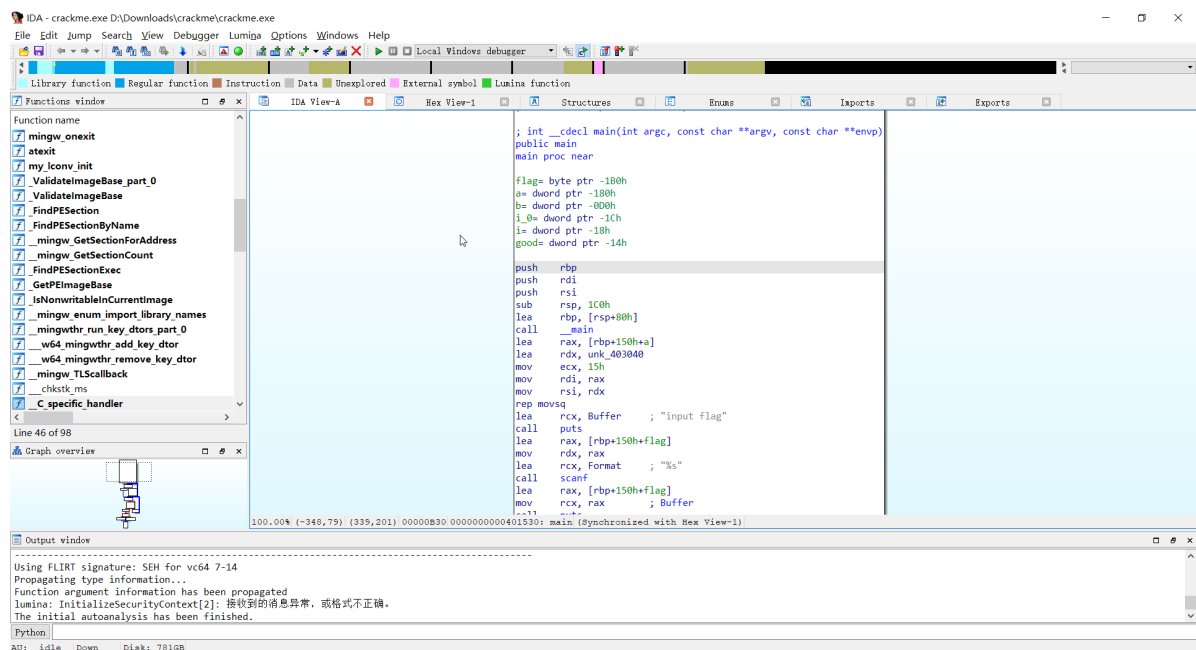 IDA - crackme.exe D:\Downloads\crackme\crackme.exe
File Edit Jump Search View Debugger Lumina Options Windows Help
Local Windows debugger
Library function Regular function Instruction Data Unexplored External symbol Lumina function
Functions window
IDA View-A Hex View-1 Structures Enums Imports Exports
Function name
mingw_onexit
atexit
my_lconv_init
_ValidateImageBase_part_0
_ValidateImageBase
_FindPESection
_FindPESectionByName
__mingw_GetSectionForAddress
__mingw_GetSectionCount
_FindPESectionExec
_GetPEImageBase
_IsNonwritableInCurrentImage
__mingw_enum_import_library_names
__mingwthr_run_key_dtors_part_0
___w64_mingwthr_add_key_dtor
___w64_mingwthr_remove_key_dtor
__mingw_TLScallback
___chkstk_ms
__C_specific_handler
Line 46 of 98
Graph overview
; int __cdecl main(int argc, const char **argv, const char **envp)
public main
main proc near
flag= byte ptr -1B0h
a= dword ptr -180h
b= dword ptr -0D0h
i_0= dword ptr -1Ch
i= dword ptr -18h
good= dword ptr -14h
push rbp
push rdi
push rsi
sub rsp, 1C0h
lea rbp, [rsp+80h]
call __main
lea rax, [rbp+150h+a]
lea rdx, unk_403040
mov ecx, 15h
mov rdi, rax
mov rsi, rdx
rep movsq
lea rcx, Buffer ; "input flag"
call puts
lea rax, [rbp+150h+flag]
mov rdx, rax
lea rcx, Format ; "%s"
call scanf
lea rax, [rbp+150h+flag]
mov rcx, rax ; Buffer
call puts
100.00% (-348,79) (339,201) 00000B30 0000000000401530: main (Synchronized with Hex View-1)
Output window
Using FLIRT signature: SEH for vc64 7-14
Propagating type information...
Function argument information has been propagated
lumina: InitializeSecurityContext[2]: 接收到的消息异常，或格式不正确。
The initial autoanalysis has been finished.
Python
AU: idle Down Disk: 781GB